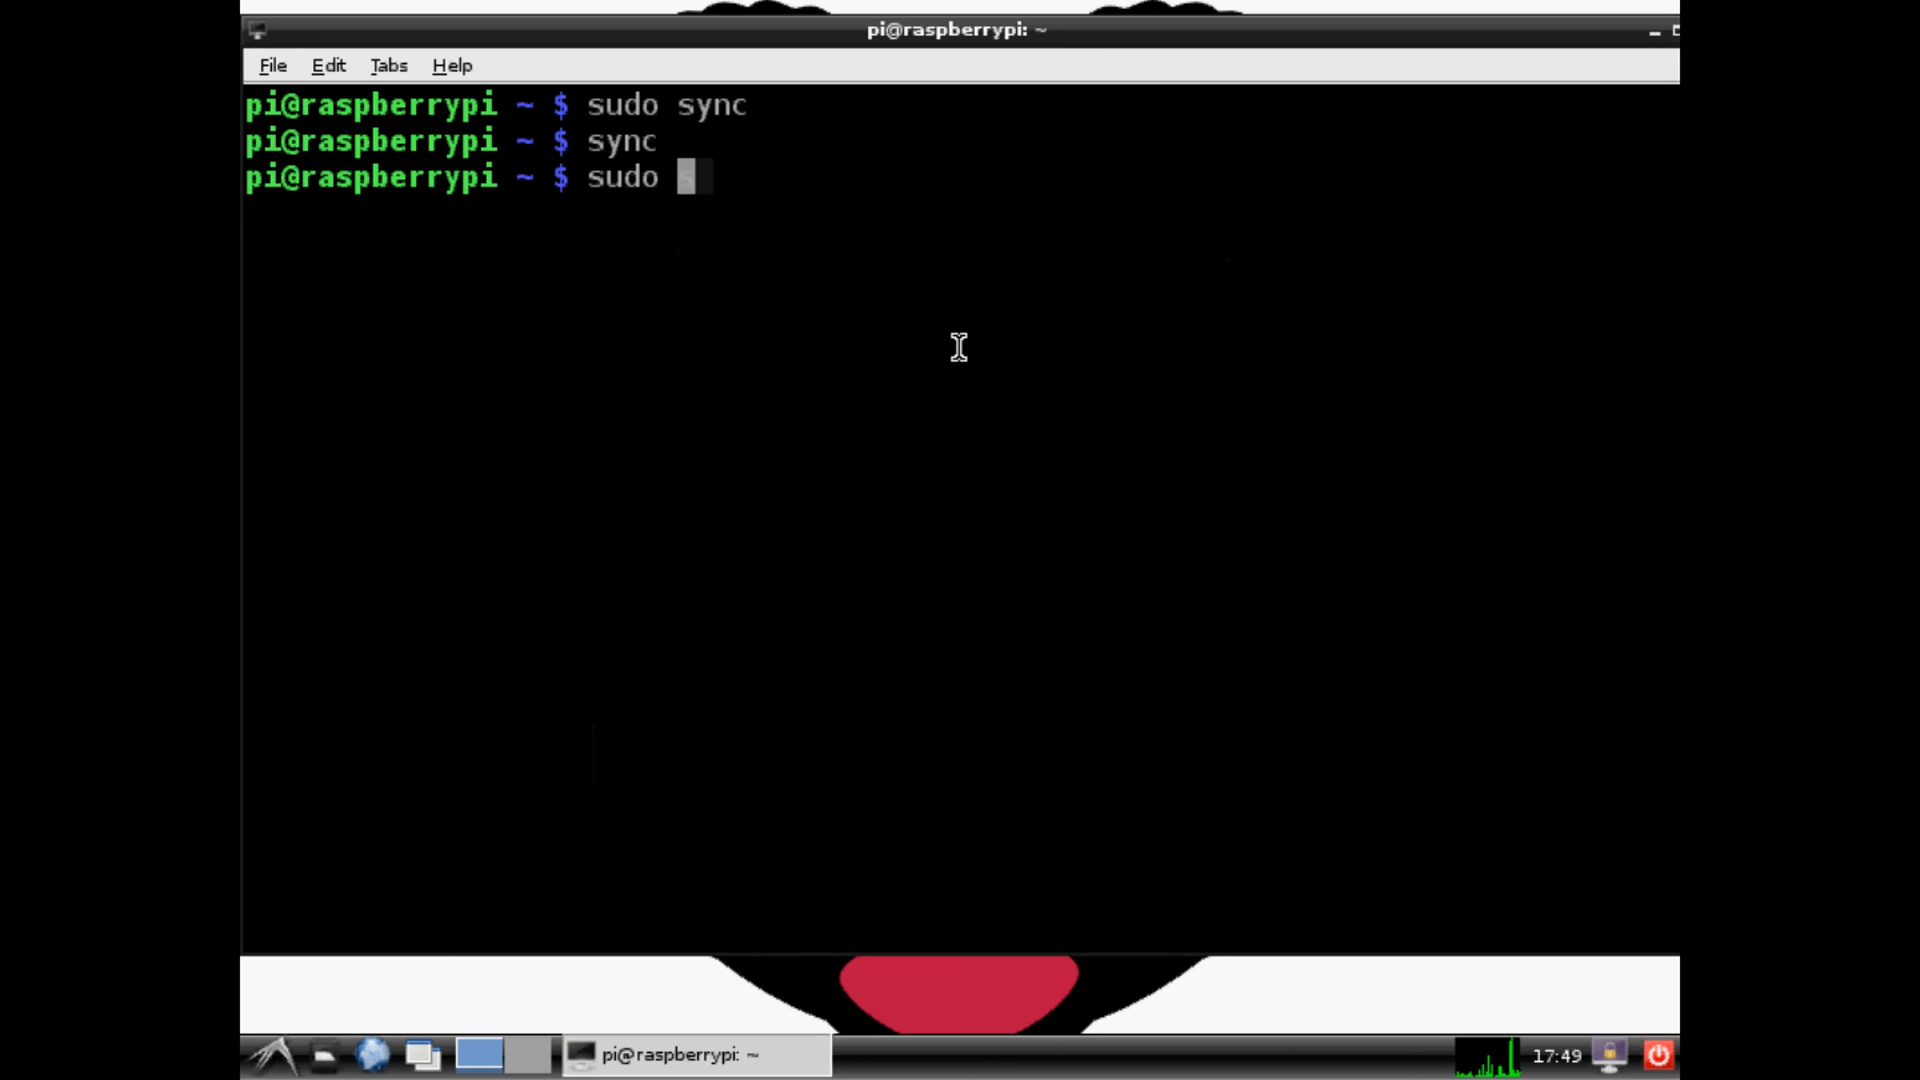 pi@raspberrypi: ~
File Edit Tabs Help
pi@raspberrypi ~ $ sudo sync
pi@raspberrypi ~ $ sync
pi@raspberrypi ~ $ sudo s
pi@raspberrypi: ~
17:49